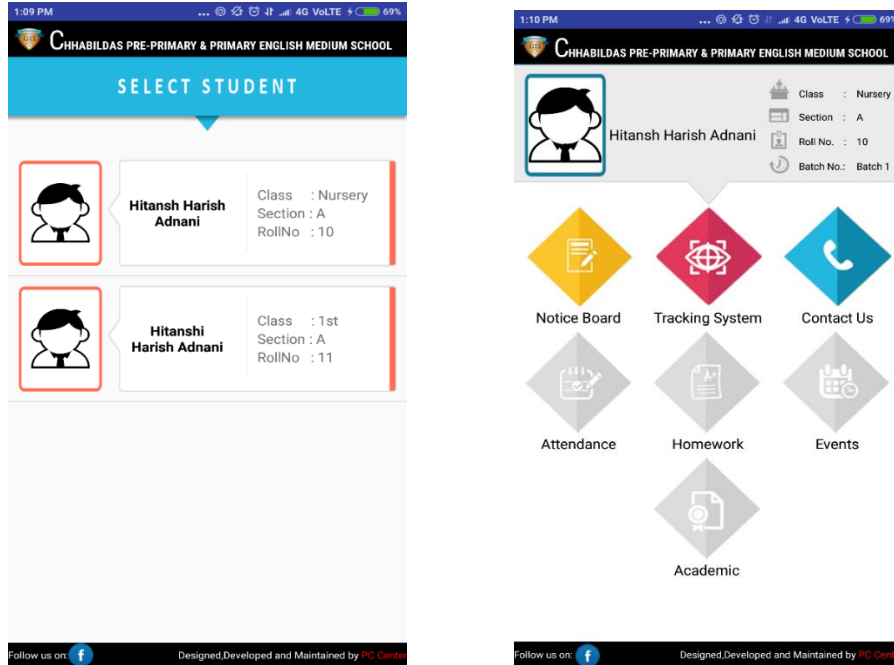 1:09 PM ... 4G VoLTE 69%
CHHABILDAS PRE-PRIMARY & PRIMARY ENGLISH MEDIUM SCHOOL
SELECT STUDENT
Hitansh Harish
Adnani
Class : Nursery
Section : A
RollNo : 10
Hitanshi
Harish Adnani
Class : 1st
Section : A
RollNo : 11
Follow us on: f Designed,Developed and Maintained by PC Center
1:10 PM ... 4G VoLTE 69%
CHHABILDAS PRE-PRIMARY & PRIMARY ENGLISH MEDIUM SCHOOL
Hitansh Harish Adnani
Class : Nursery
Section : A
Roll No. : 10
Batch No.: Batch 1
Notice Board Tracking System Contact Us
A+
Attendance Homework Events
Academic
Follow us on: f Designed,Developed and Maintained by PC Cent